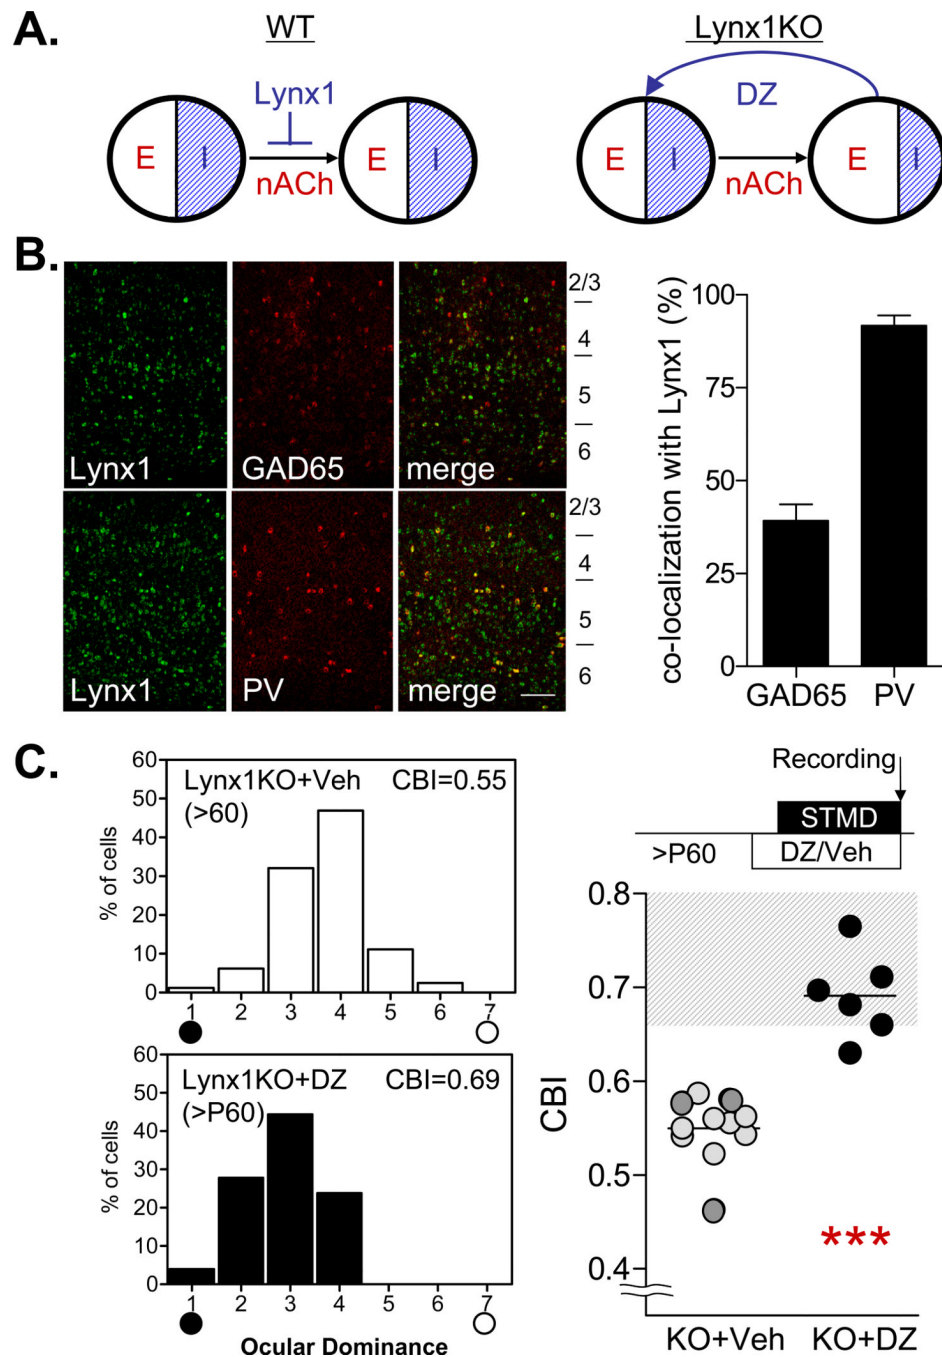 A.
WT
Lynx1KO
Lynx1
DZ
E I E I E I E I
nACh nACh
B.
Lynx1 GAD65 merge
2/3
4
5
6
Lynx1 PV merge
2/3
4
5
6
co-localization with Lynx1 (%)
100
75
50
25
0
GAD65 PV
C.
% of cells
60
50
40
30
20
10
0
Lynx1KO+Veh CBI=0.55
(>60)
1 2 3 4 5 6 7
% of cells
60
50
40
30
20
10
0
Lynx1KO+DZ CBI=0.69
(>P60)
1 2 3 4 5 6 7
Ocular Dominance
Recording
STMD
>P60 DZ/Veh
CBI
0.8
0.7
0.6
0.5
0.4
***
KO+Veh KO+DZ